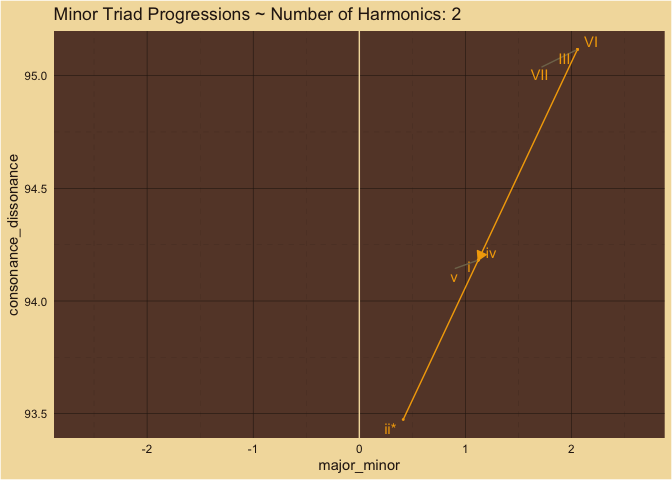 Minor Triad Progressions ~ Number of Harmonics: 2
consonance_dissonance
95.0
94.5
94.0
93.5
VI
III
VII
iv
i
v
ii*
-2
-1
0
1
2
major_minor